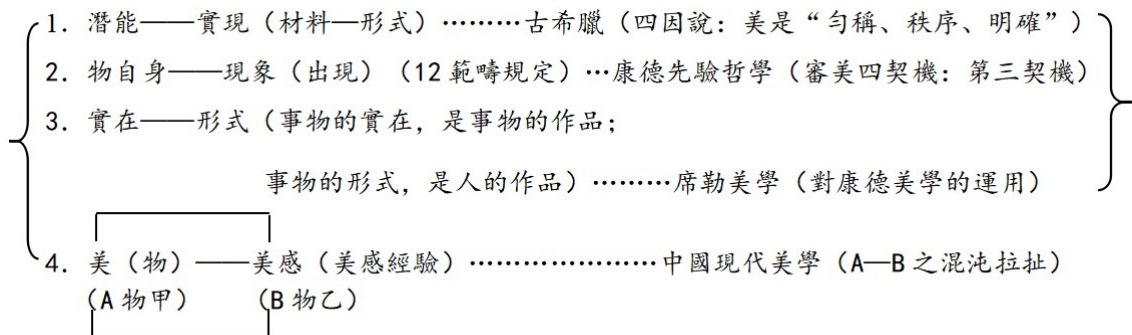 1. 潛能——實現（材料—形式）………古希臘（四因說：美是“勻稱、秩序、明確”）
2. 物自身——現象（出現）（12範疇規定）…康德先驗哲學（審美四契機：第三契機）
3. 實在——形式（事物的實在，是事物的作品；
事物的形式，是人的作品）………席勒美學（對康德美學的運用）
4. 美（物）——美感（美感經驗）…………………中國現代美學（A—B之混沌拉扯）
（A物甲） （B物乙）